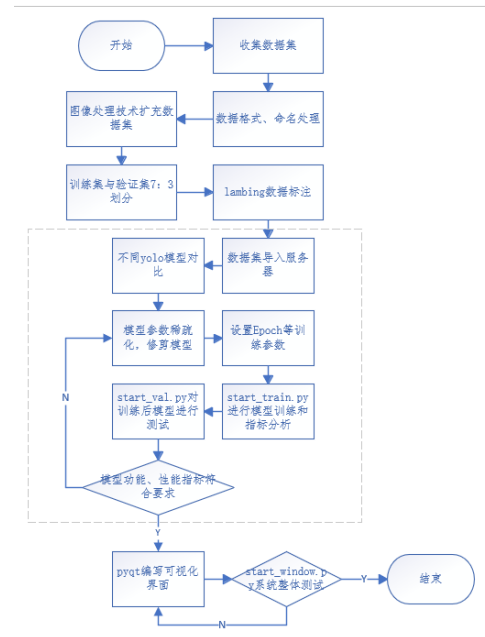 开始
收集数据集
数据格式、命名处理
图像处理技术扩充数
据集
训练集与验证集7：3
划分
lambing数据标注
数据集导入服务
器
不同yolo模型对
比
模型参数稀疏
化，修剪模型
设置Epoch等训
练参数
start_train.py
进行模型训练和
指标分析
start_val.py对
训练后模型进行
测试
模型功能、性能指标符
合要求
N
Y
pyqt编写可视化
界面
start_window.p
y系统整体测试
N
Y
结束